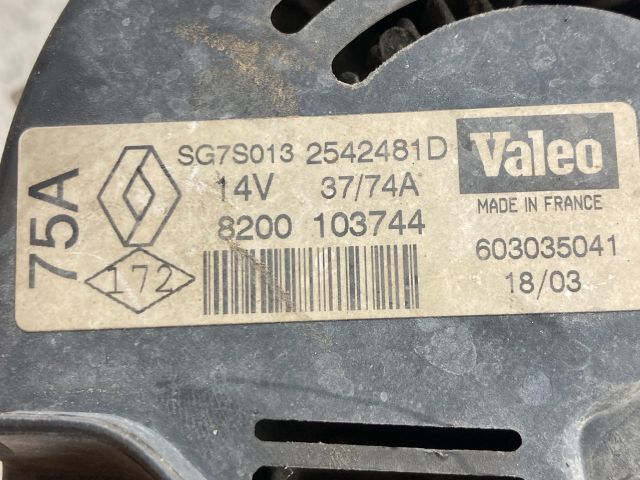 75A
SG7S013 2542481D
14V 37/74A
8200 103744
172
Valeo
MADE IN FRANCE
603035041
18/03